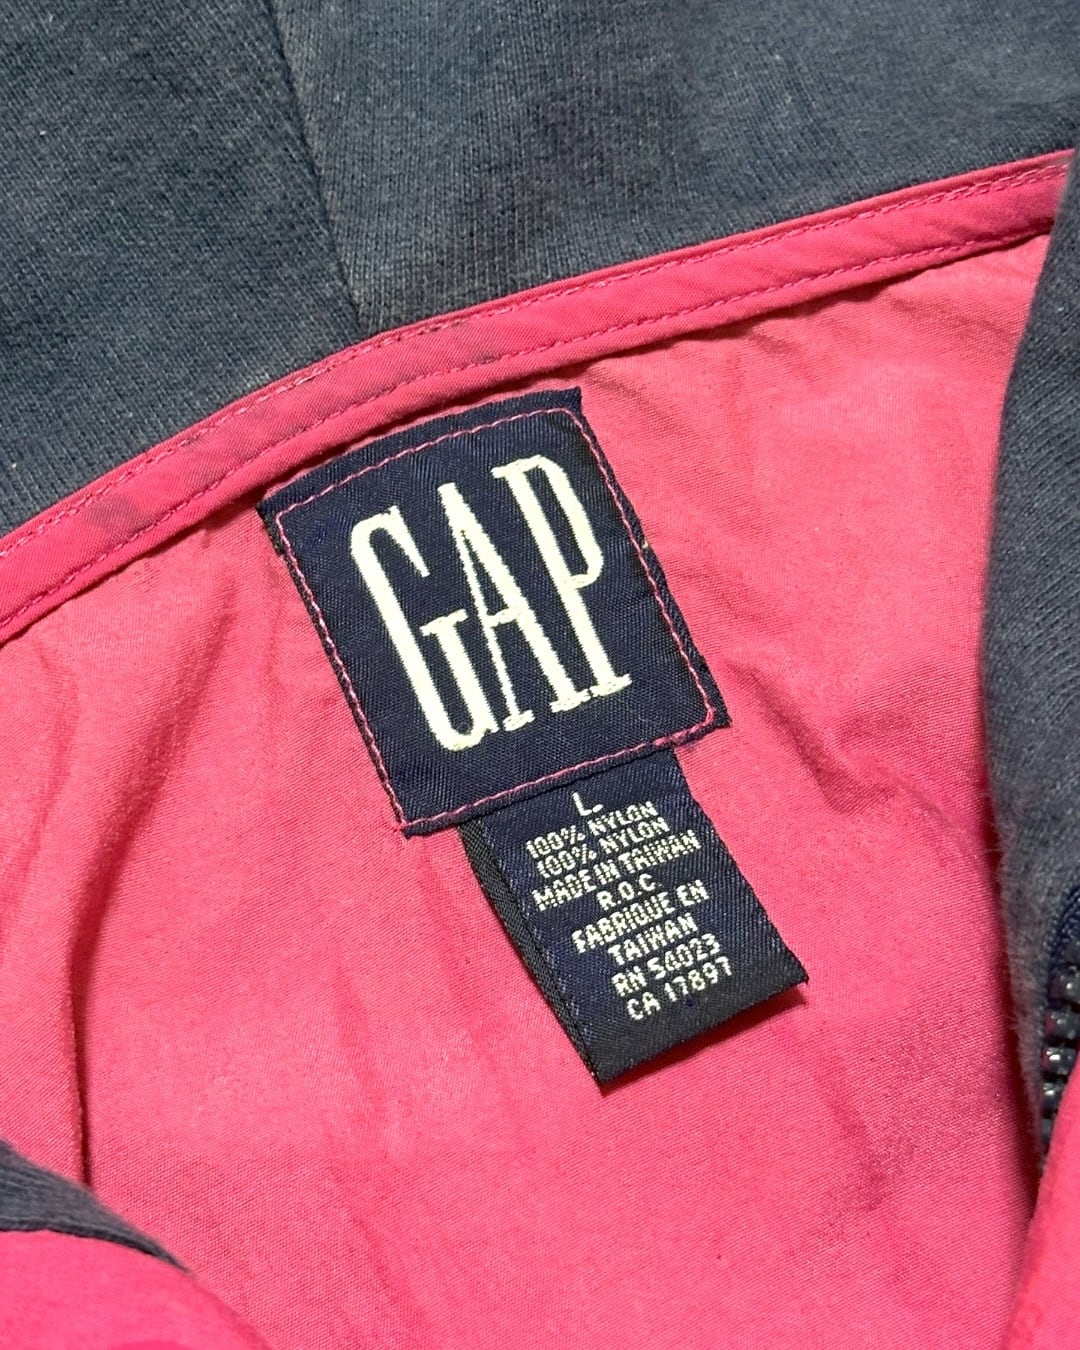 GAP
L.
100% NYLON
100% NYLON
MADE IN TAIWAN
R.O.C.
FABRIQUE EN
TAIWAN
RN 54023
CA 17897